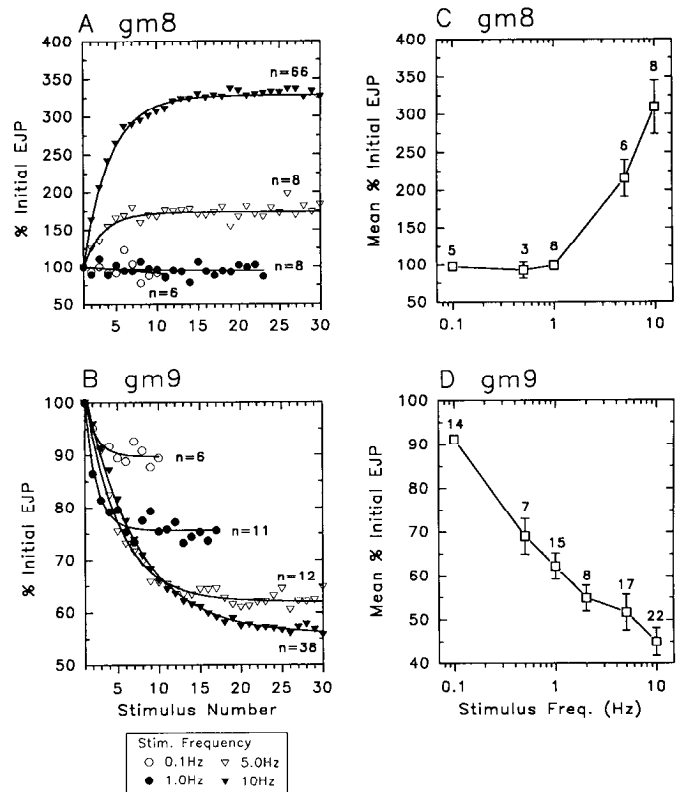 A gm8
% Initial EJP
400
350
300
250
200
150
100
50
n=66
n=8
n=8
n=6
5 10 15 20 25 30
Stimulus Number
C gm8
Mean % Initial EJP
400
350
300
250
200
150
100
50
5
3
8
6
8
0.1 1 10
B gm9
% Initial EJP
100
90
80
70
60
50
n=6
n=11
n=12
n=38
5 10 15 20 25 30
Stimulus Number
D gm9
Mean % Initial EJP
100
90
80
70
60
50
40
14
7
15
8
17
22
0.1 1 10
Stimulus Freq. (Hz)
Stim. Frequency
0.1Hz 5.0Hz
1.0Hz 10Hz